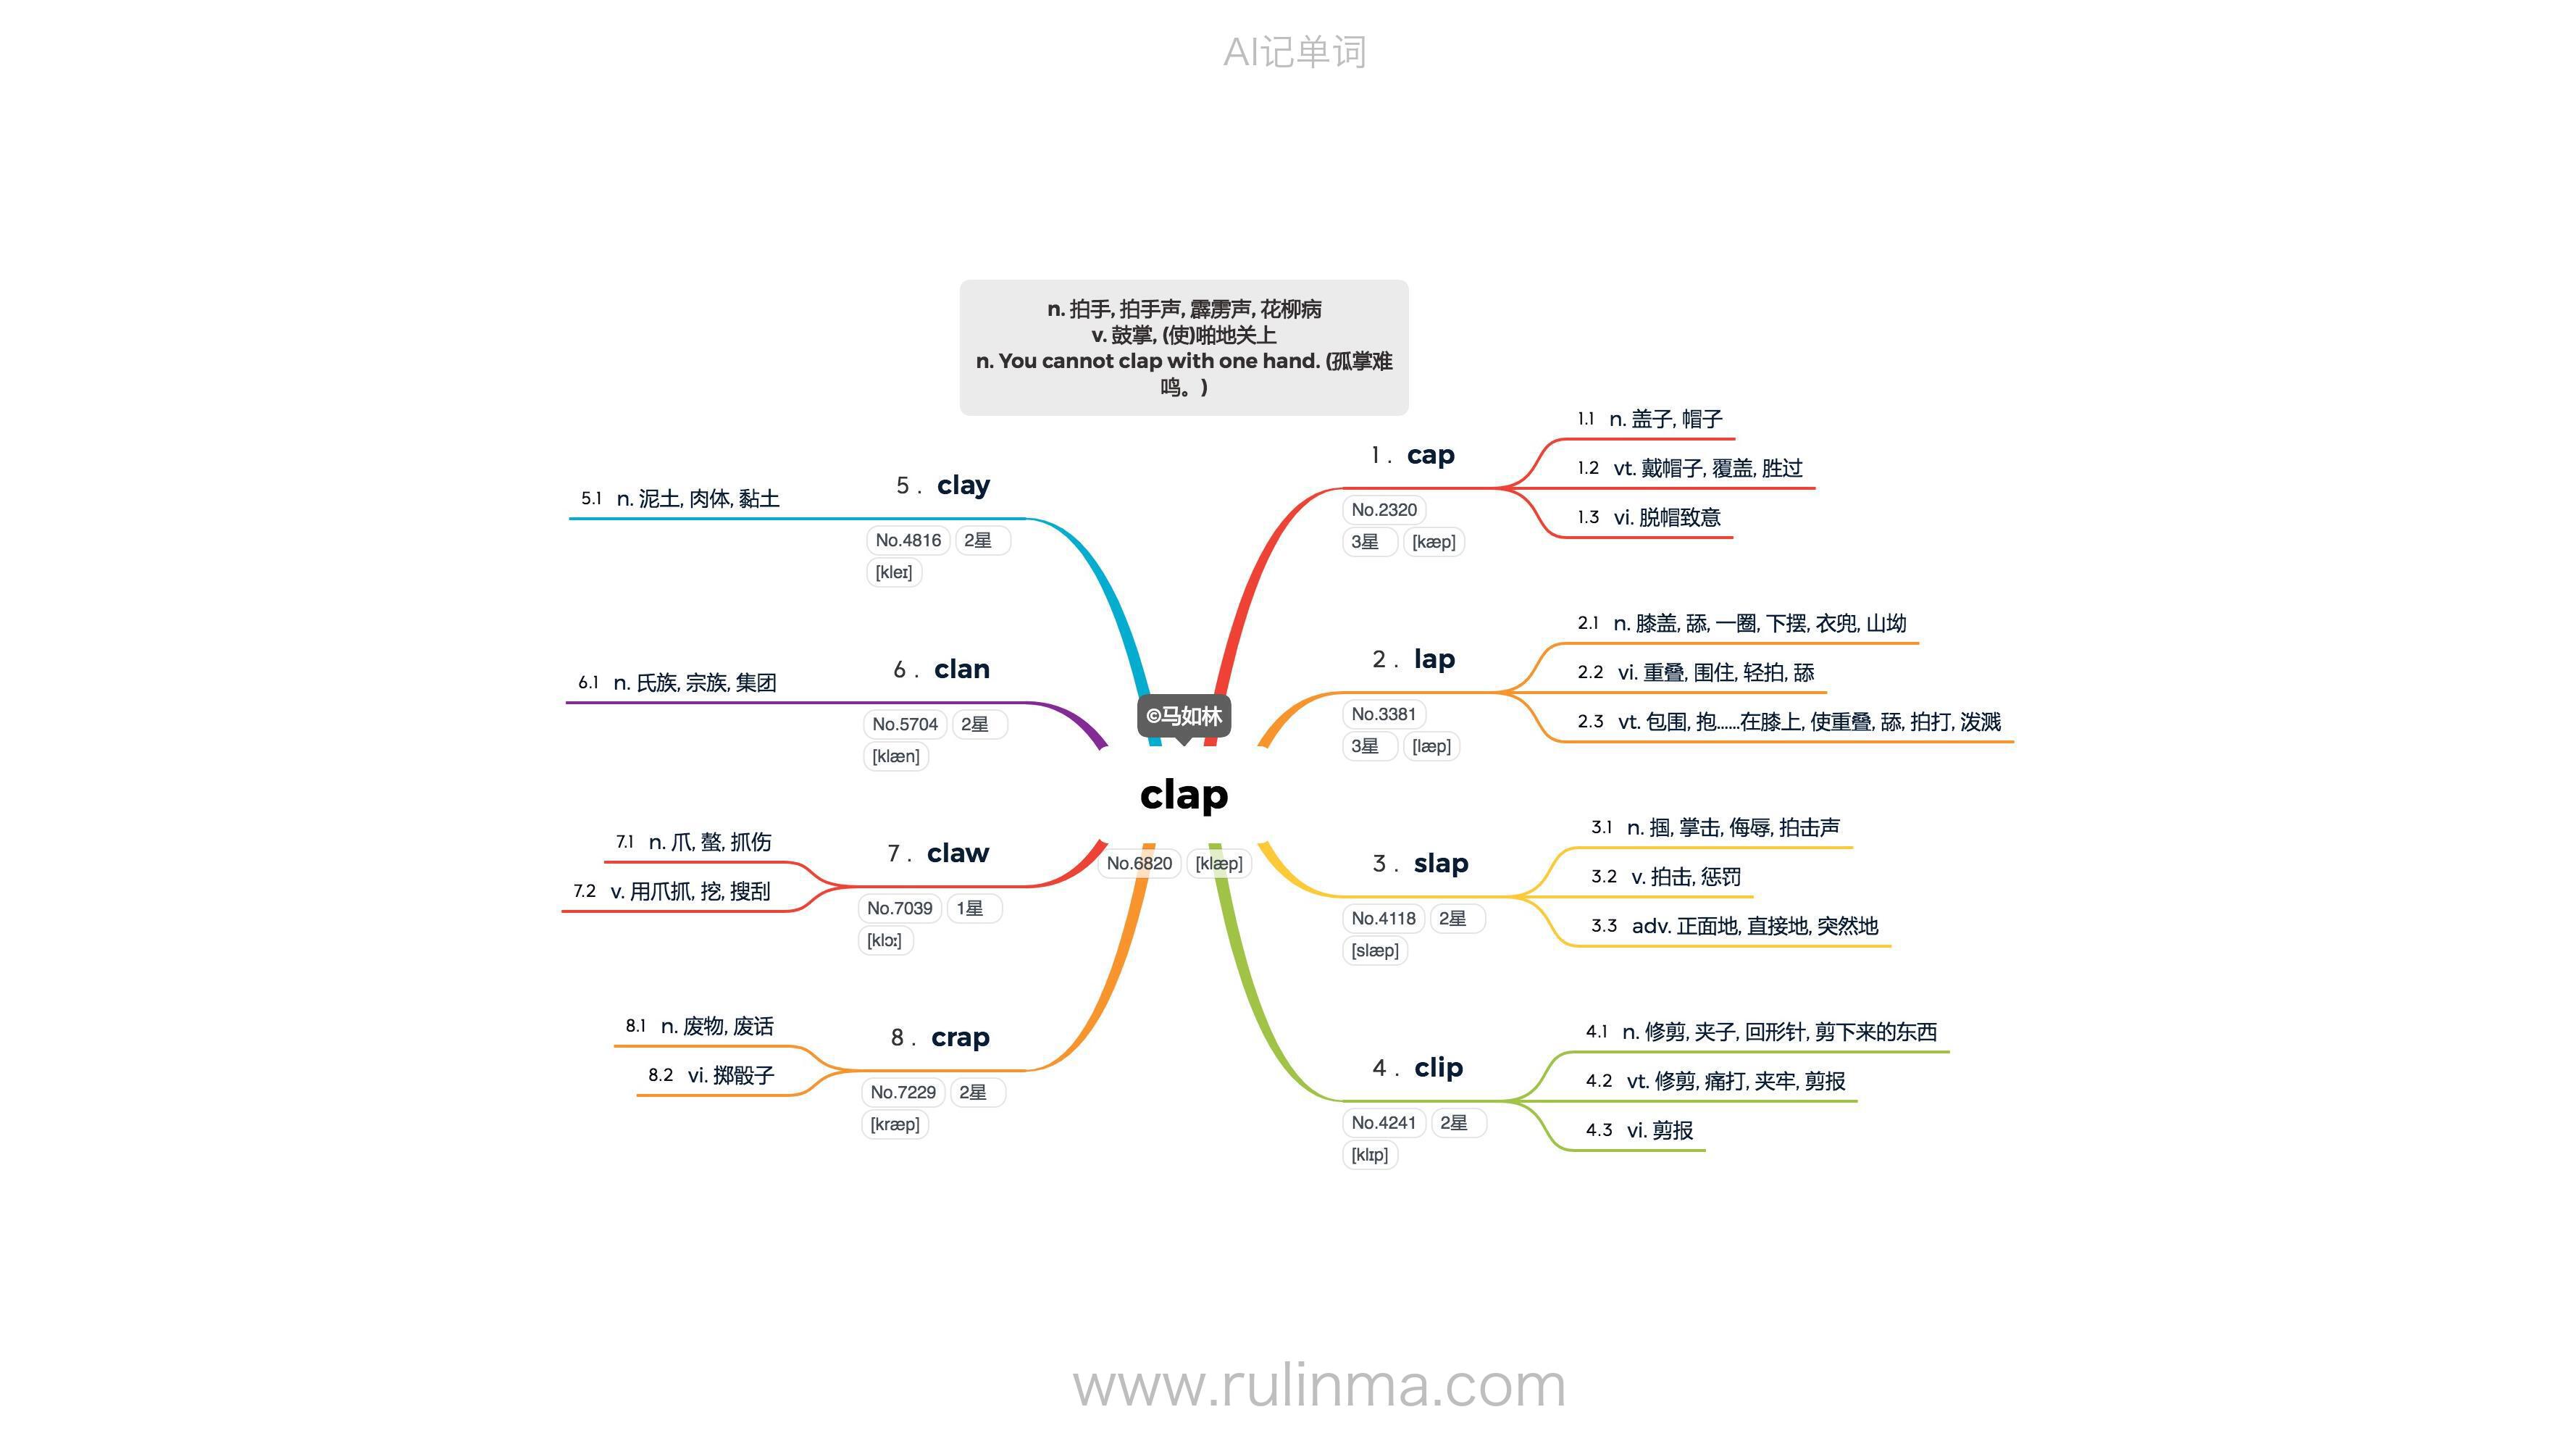 AI记单词
n. 拍手, 拍手声, 霹雳声, 花柳病
v. 鼓掌, (使)啪地关上
n. You cannot clap with one hand. (孤掌难
鸣。)
©马如林
clap
No.6820 [klæp]
1 . cap
No.2320
3星 [kæp]
1.1 n. 盖子, 帽子
1.2 vt. 戴帽子, 覆盖, 胜过
1.3 vi. 脱帽致意
2 . lap
No.3381
3星 [læp]
2.1 n. 膝盖, 舔, 一圈, 下摆, 衣兜, 山坳
2.2 vi. 重叠, 围住, 轻拍, 舔
2.3 vt. 包围, 抱......在膝上, 使重叠, 舔, 拍打, 泼溅
3 . slap
No.4118 2星
[slæp]
3.1 n. 掴, 掌击, 侮辱, 拍击声
3.2 v. 拍击, 惩罚
3.3 adv. 正面地, 直接地, 突然地
4 . clip
No.4241 2星
[klɪp]
4.1 n. 修剪, 夹子, 回形针, 剪下来的东西
4.2 vt. 修剪, 痛打, 夹牢, 剪报
4.3 vi. 剪报
5 . clay
No.4816 2星
[kleɪ]
5.1 n. 泥土, 肉体, 黏土
6 . clan
No.5704 2星
[klæn]
6.1 n. 氏族, 宗族, 集团
7 . claw
No.7039 1星
[klɔː]
7.1 n. 爪, 螯, 抓伤
7.2 v. 用爪抓, 挖, 搜刮
8 . crap
No.7229 2星
[kræp]
8.1 n. 废物, 废话
8.2 vi. 掷骰子
www.rulinma.com